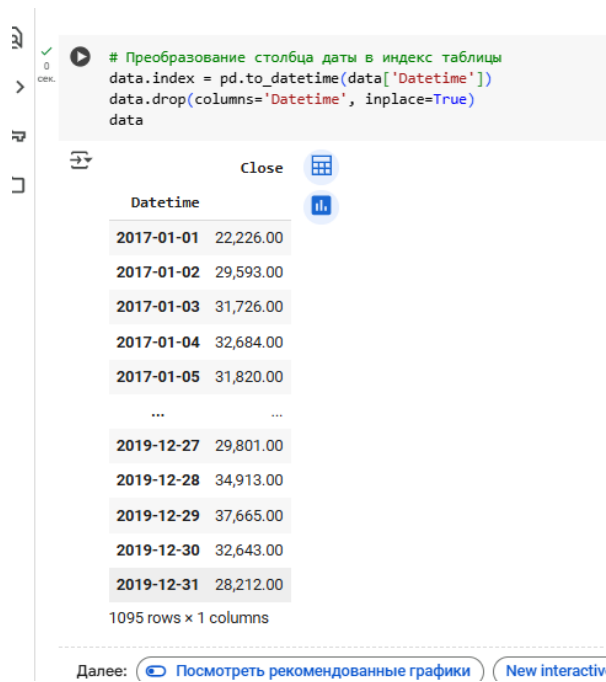 0
сек.
# Преобразование столбца даты в индекс таблицы
data.index = pd.to_datetime(data['Datetime'])
data.drop(columns='Datetime', inplace=True)
data
Close
Datetime
2017-01-01 22,226.00
2017-01-02 29,593.00
2017-01-03 31,726.00
2017-01-04 32,684.00
2017-01-05 31,820.00
... ...
2019-12-27 29,801.00
2019-12-28 34,913.00
2019-12-29 37,665.00
2019-12-30 32,643.00
2019-12-31 28,212.00
1095 rows × 1 columns
Далее: Посмотреть рекомендованные графики New interactive